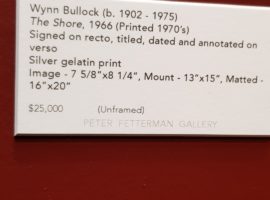 Wynn Bullock (b. 1902 - 1975)
The Shore, 1966 (Printed 1970's)
Signed on recto, titled, dated and annotated on
verso
Silver gelatin print
Image - 7 5/8"x8 1/4", Mount - 13"x15", Matted -
16"x20"
$25,000 (Unframed)
PETER FETTERMAN GALLERY